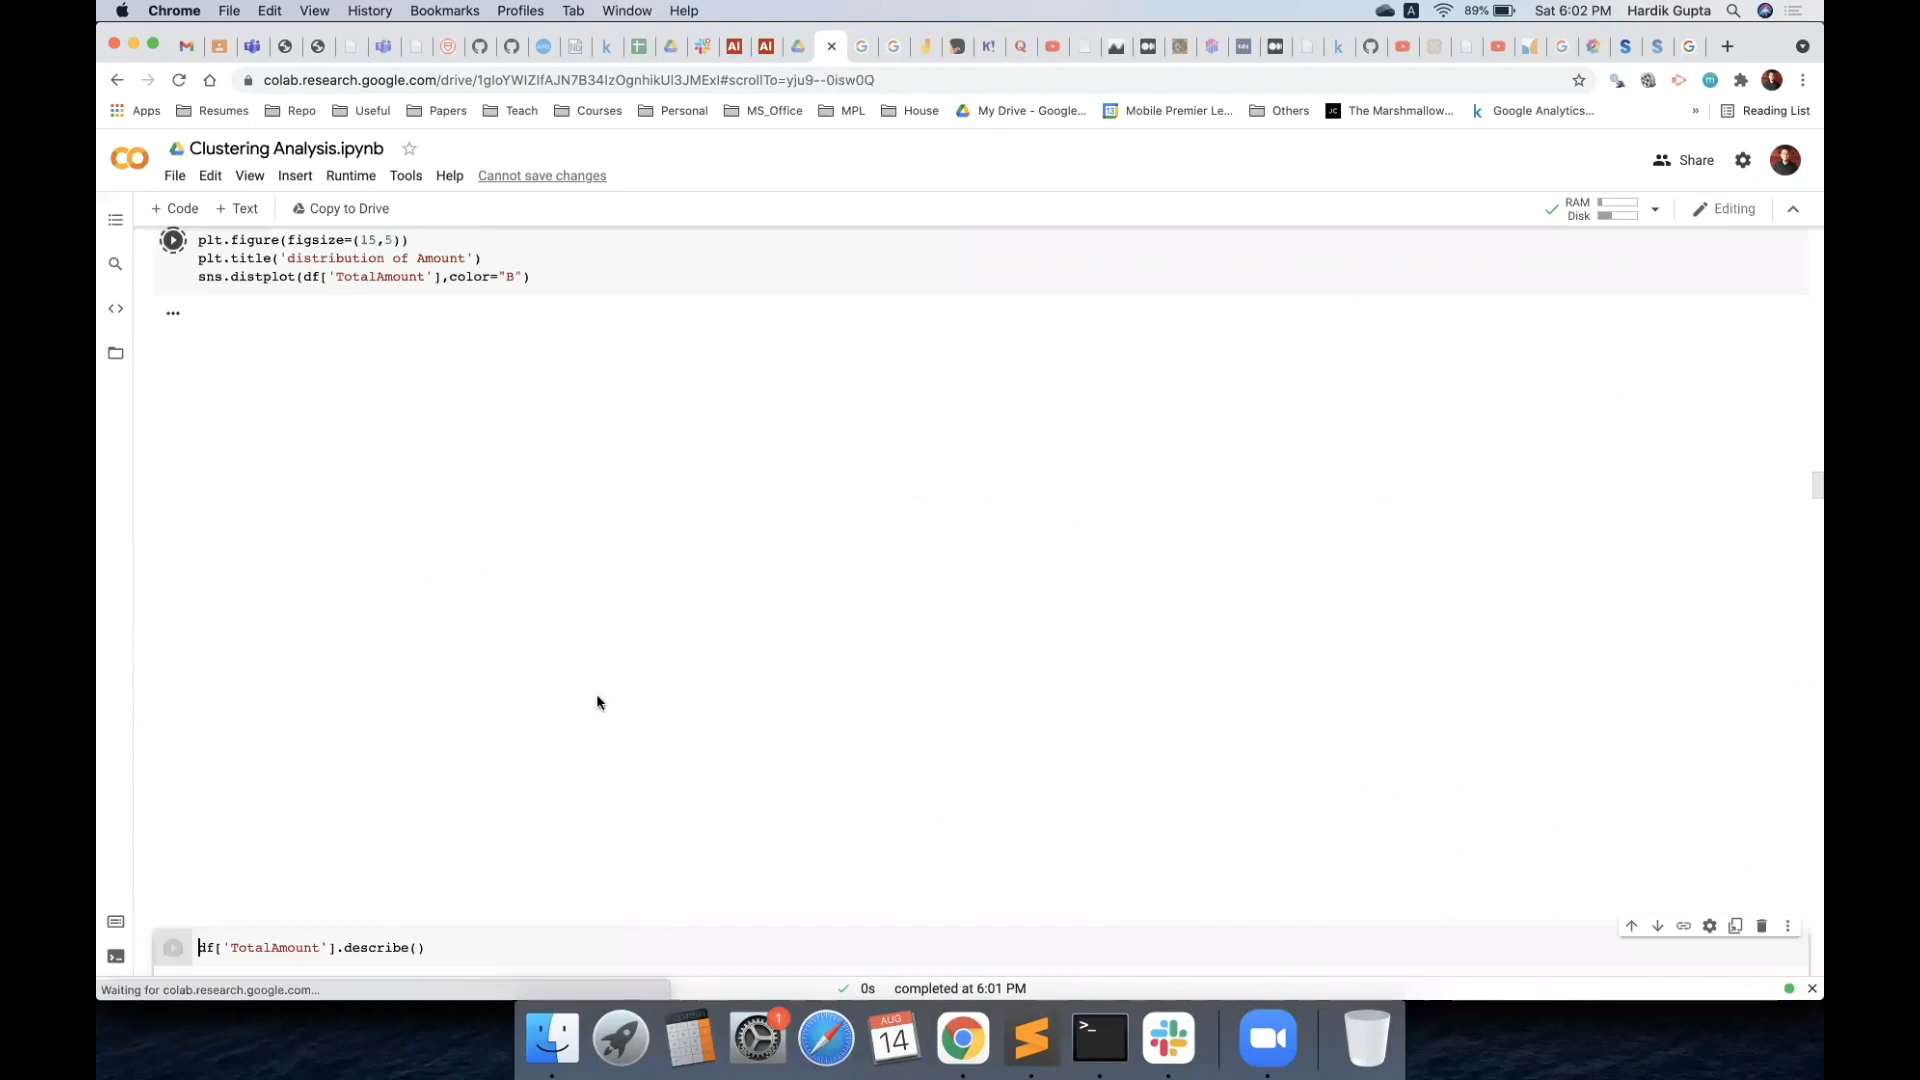 Chrome File Edit View History Bookmarks Profiles Tab Window Help
A 89% Sat 6:02 PM Hardik Gupta
colab.research.google.com/drive/1gIoYWIZIfAJN7B34IzOgnhikUI3JMExI#scrollTo=yju9--0isw0Q
Apps Resumes Repo Useful Papers Teach Courses Personal MS_Office MPL House My Drive - Google... Mobile Premier Le... Others The Marshmallow... Google Analytics... » Reading List
Clustering Analysis.ipynb
File Edit View Insert Runtime Tools Help Cannot save changes
Share
+ Code + Text Copy to Drive
RAM
Disk
Editing
plt.figure(figsize=(15,5))
plt.title('distribution of Amount')
sns.distplot(df['TotalAmount'],color="B")
...
df['TotalAmount'].describe()
Waiting for colab.research.google.com...
0s completed at 6:01 PM
1
AUG
14